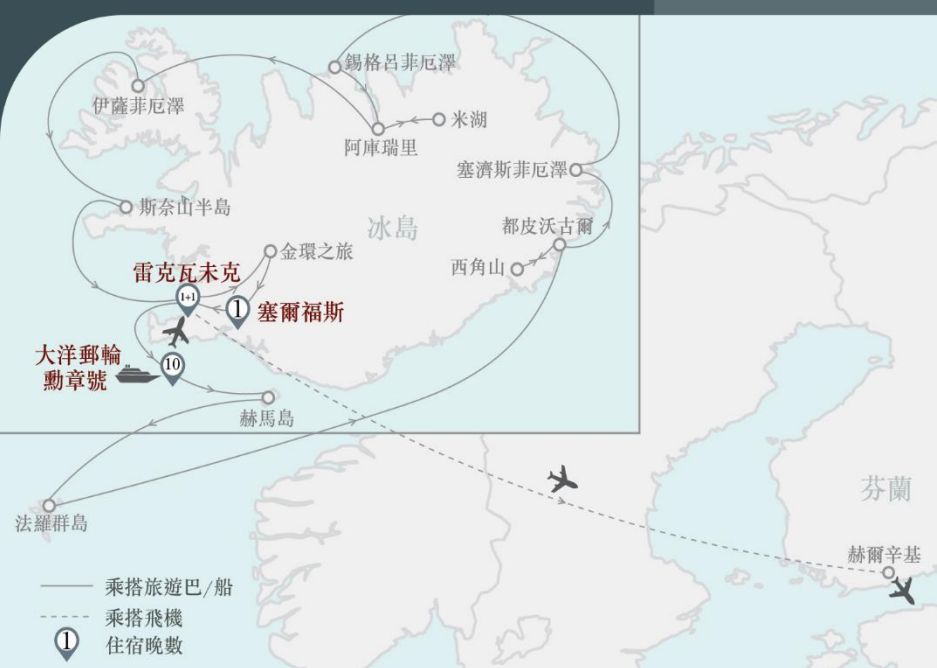 錫格呂菲厄澤
伊薩菲厄澤
米湖
阿庫瑞里
塞濟斯菲厄澤
斯奈山半島
都皮沃古爾
冰島
金環之旅
西角山
雷克瓦未克
1+1
1
塞爾福斯
大洋郵輪
勳章號
10
赫馬島
芬蘭
法羅群島
赫爾辛基
乘搭旅遊巴/船
乘搭飛機
1
住宿晚數